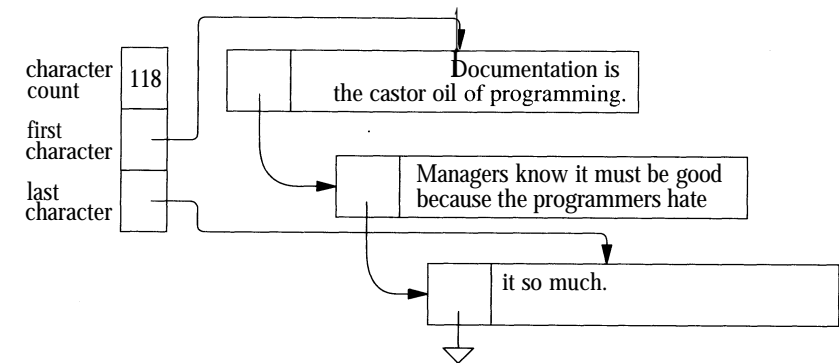 character
count
118
first
character
last
character
Documentation is
the castor oil of programming.
Managers know it must be good
because the programmers hate
it so much.